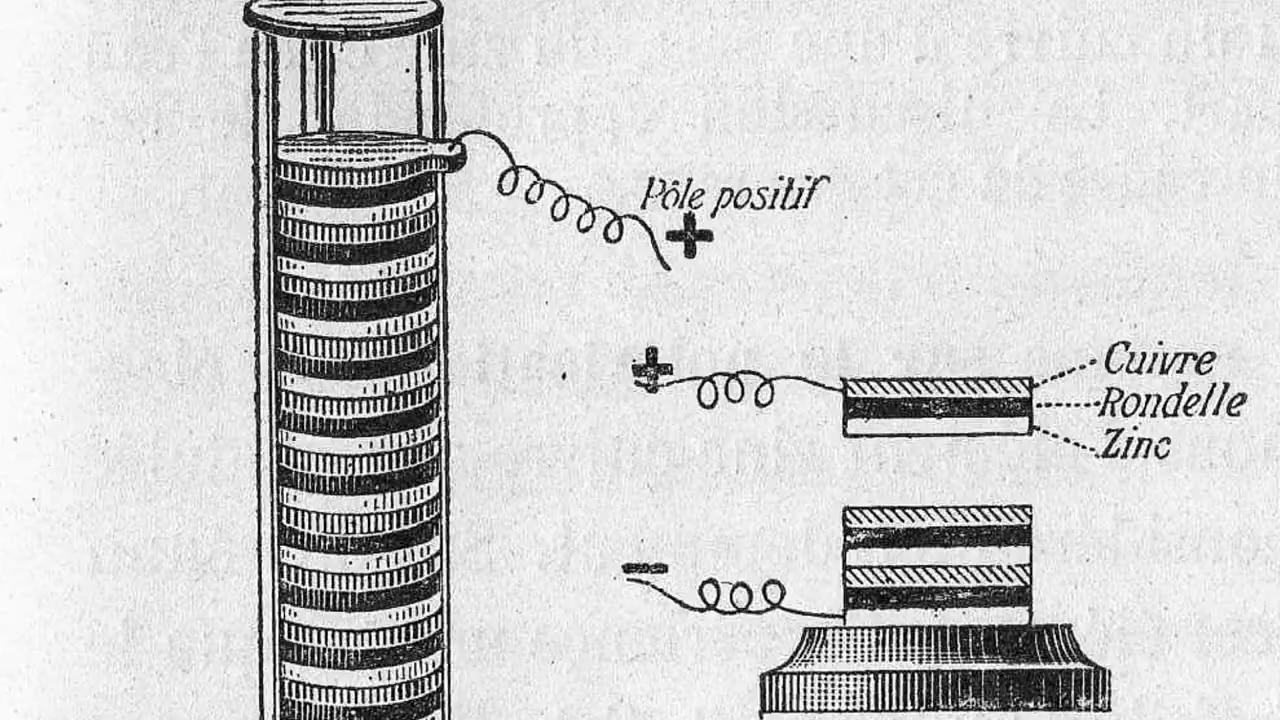 Pôle positif
+
+
Cuivre
Rondelle
Zinc
-